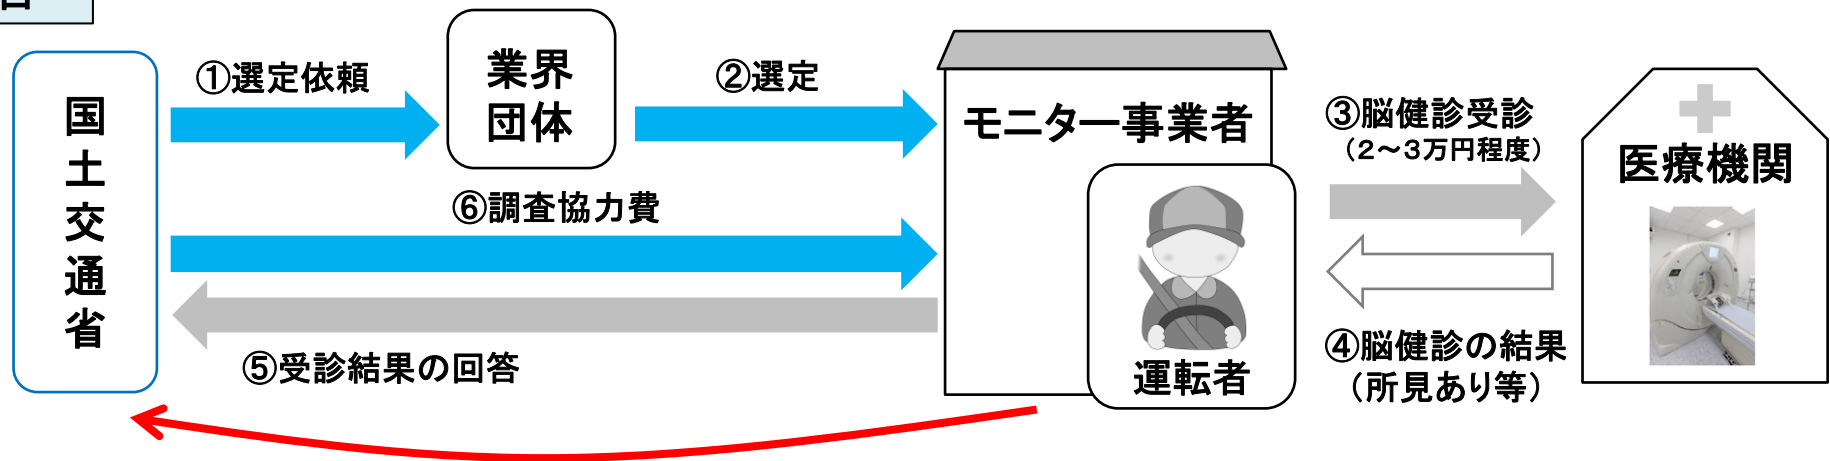 国土交通省
①選定依頼
業界
団体
②選定
モニター事業者
③脳健診受診
（２～３万円程度）
医療機関
⑥調査協力費
⑤受診結果の回答
運転者
④脳健診の結果
（所見あり等）